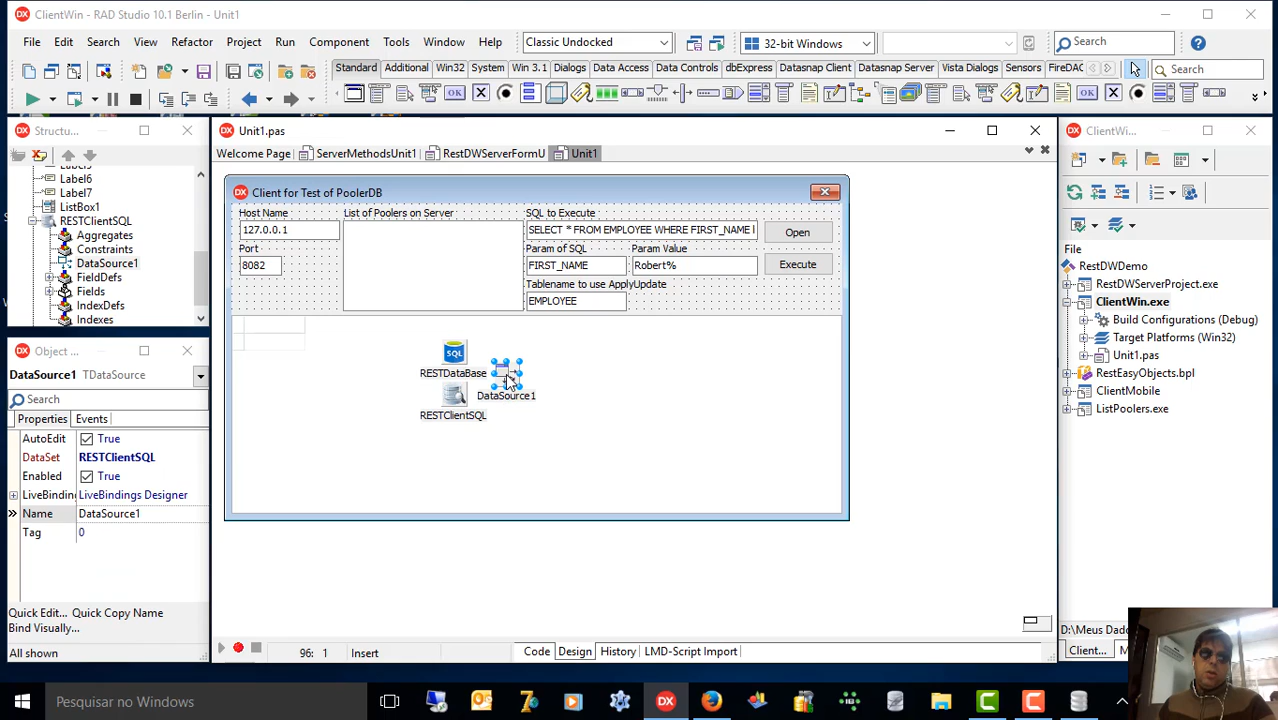 ClientWin - RAD Studio 10.1 Berlin - Unit1
File Edit Search View Refactor Project Run Component Tools Window Help
Classic Undocked
32-bit Windows
Search
Standard Additional Win32 System Win 3.1 Dialogs Data Access Data Controls dbExpress Datasnap Client Datasnap Server Vista Dialogs Sensors FireDAC
Search
Structu...
Label6
Label7
ListBox1
RESTClientSQL
Aggregates
Constraints
DataSource1
FieldDefs
Fields
IndexDefs
Indexes
Object ...
DataSource1 TDataSource
Search
Properties Events
AutoEdit True
DataSet RESTClientSQL
Enabled True
LiveBinding LiveBindings Designer
Name DataSource1
Tag 0
Quick Edit... Quick Copy Name
Bind Visually...
All shown
Unit1.pas
Welcome Page ServerMethodsUnit1 RestDWServerFormU Unit1
Client for Test of PoolerDB
Host Name List of Poolers on Server SQL to Execute
127.0.0.1 SELECT * FROM EMPLOYEE WHERE FIRST_NAME l Open
Port Param of SQL Param Value
8082 FIRST_NAME Robert% Execute
Tablename to use ApplyUpdate
EMPLOYEE
SQL
RESTDataBase
DataSource1
RESTClientSQL
96: 1 Insert Code Design History LMD-Script Import
ClientWin...
File
RestDWDemo
RestDWServerProject.exe
ClientWin.exe
Build Configurations (Debug)
Target Platforms (Win32)
Unit1.pas
RestEasyObjects.bpl
ClientMobile
ListPoolers.exe
D:\Meus Dado
Client...
Pesquisar no Windows